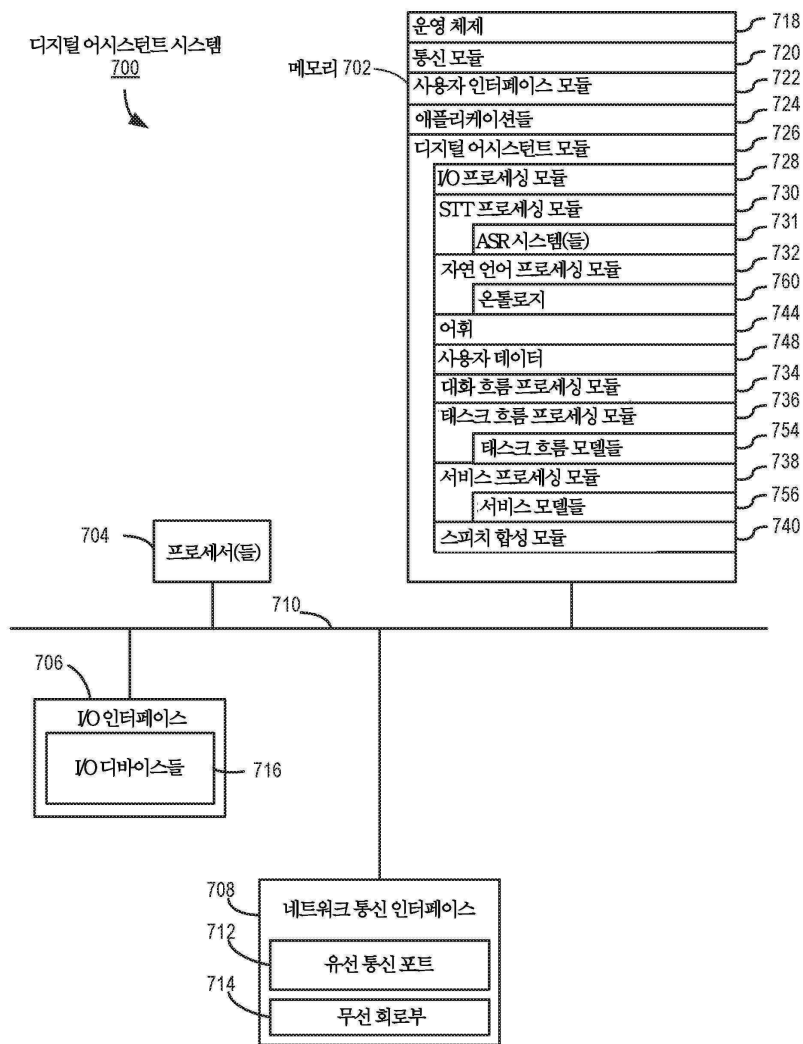 디지털 어시스턴트 시스템
700
메모리 702
운영 체제 718
통신 모듈 720
사용자 인터페이스 모듈 722
애플리케이션들 724
디지털 어시스턴트 모듈 726
I/O 프로세싱 모듈 728
STT 프로세싱 모듈 730
ASR 시스템(들) 731
자연 언어 프로세싱 모듈 732
온톨로지 760
어휘 744
사용자 데이터 748
대화 흐름 프로세싱 모듈 734
태스크 흐름 프로세싱 모듈 736
태스크 흐름 모델들 754
서비스 프로세싱 모듈 738
서비스 모델들 756
스피치 합성 모듈 740
704
프로세서(들)
710
706
I/O 인터페이스
I/O 디바이스들 716
708
네트워크 통신 인터페이스
712
유선 통신 포트
714
무선 회로부